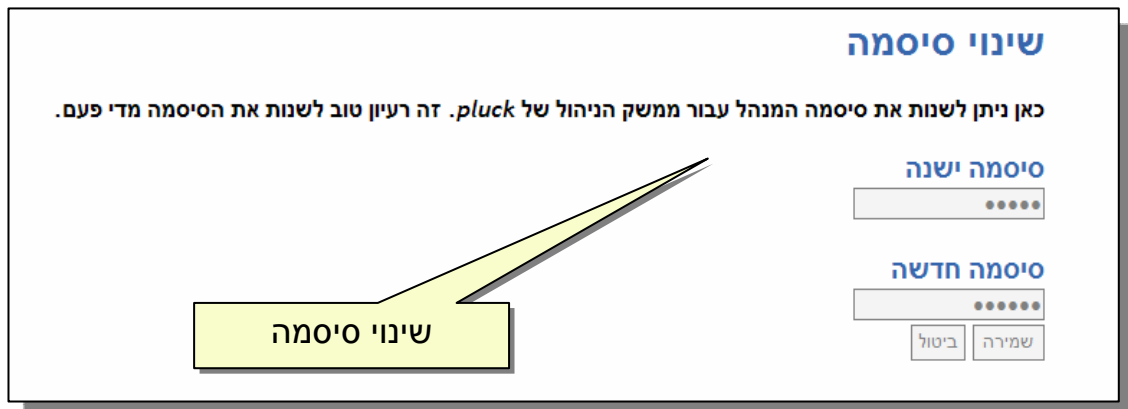 שינוי סיסמה
כאן ניתן לשנות את סיסמה המנהל עבור ממשק הניהול של pluck. זה רעיון טוב לשנות את הסיסמה מדי פעם.
סיסמה ישנה
•••••
סיסמה חדשה
••••••
שמירה ביטול
שינוי סיסמה